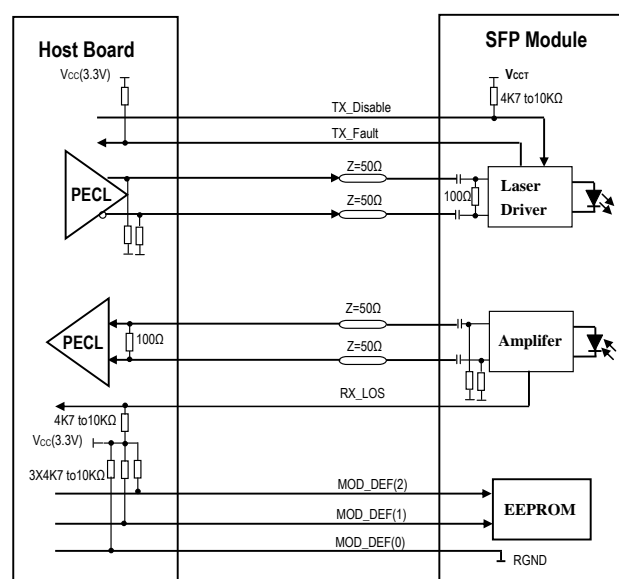 Host Board
SFP Module
Vcc(3.3V)
VCCT
4K7 to10KΩ
TX_Disable
TX_Fault
Z=50Ω
PECL
100Ω
Laser
Driver
Z=50Ω
Z=50Ω
PECL
100Ω
Amplifer
Z=50Ω
RX_LOS
4K7 to10KΩ
Vcc(3.3V)
3X4K7 to10KΩ
MOD_DEF(2)
EEPROM
MOD_DEF(1)
MOD_DEF(0)
RGND